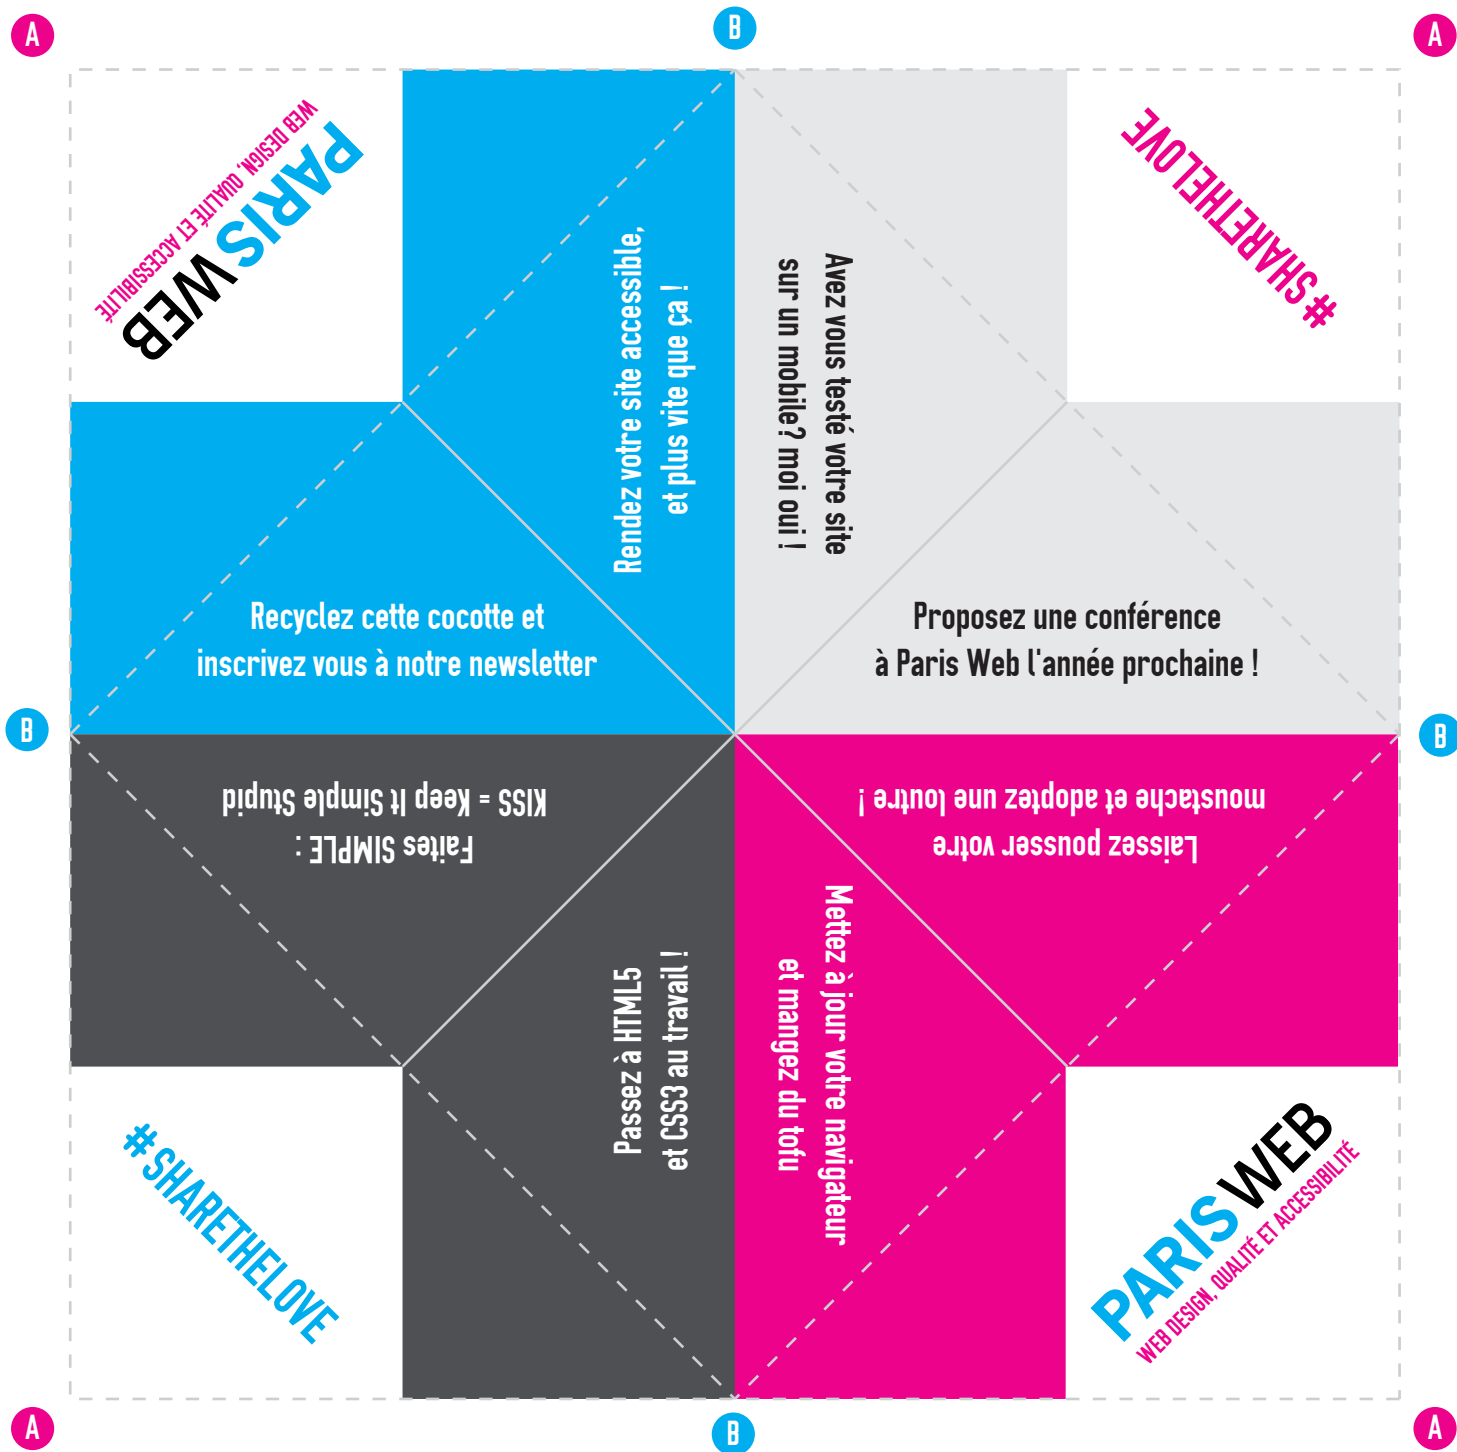 A
B
A
WEB DESIGN, QUALITÉ ET ACCESSIBILITÉ
PARIS WEB
#SHARETHELOVE
Rendez votre site accessible,
et plus vite que ça !
Avez vous testé votre site
sur un mobile? moi oui !
Recyclez cette cocotte et
inscrivez vous à notre newsletter
Proposez une conférence
à Paris Web l'année prochaine !
B
B
Faites SIMPLE :
KISS = Keep It Simple Stupid
Laissez pousser votre
moustache et adoptez une loutre !
Passez à HTML5
et CSS3 au travail !
Mettez à jour votre navigateur
et mangez du tofu
#SHARETHELOVE
PARIS WEB
WEB DESIGN, QUALITÉ ET ACCESSIBILITÉ
A
B
A